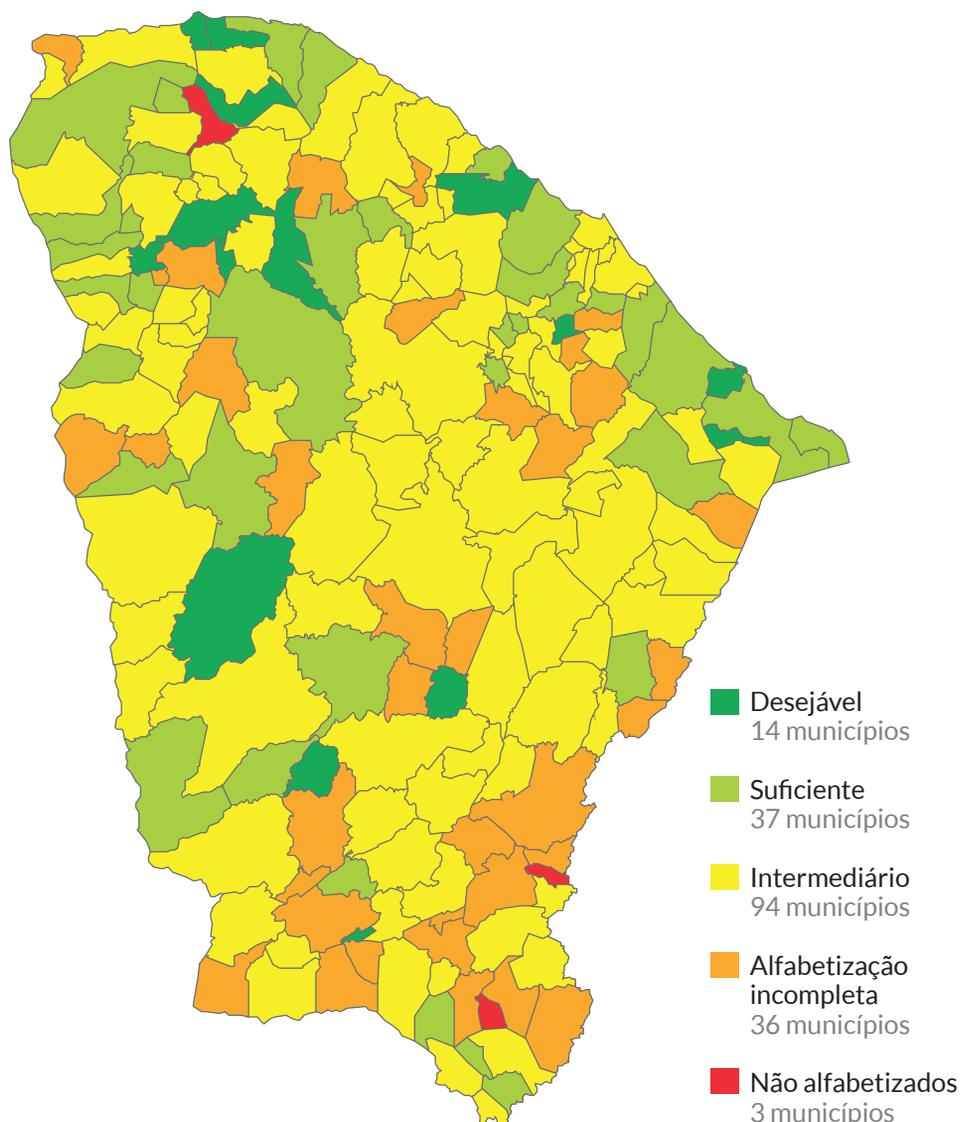 Desejável
14 municípios
Suficiente
37 municípios
Intermediário
94 municípios
Alfabetização
incompleta
36 municípios
Não alfabetizados
3 municípios